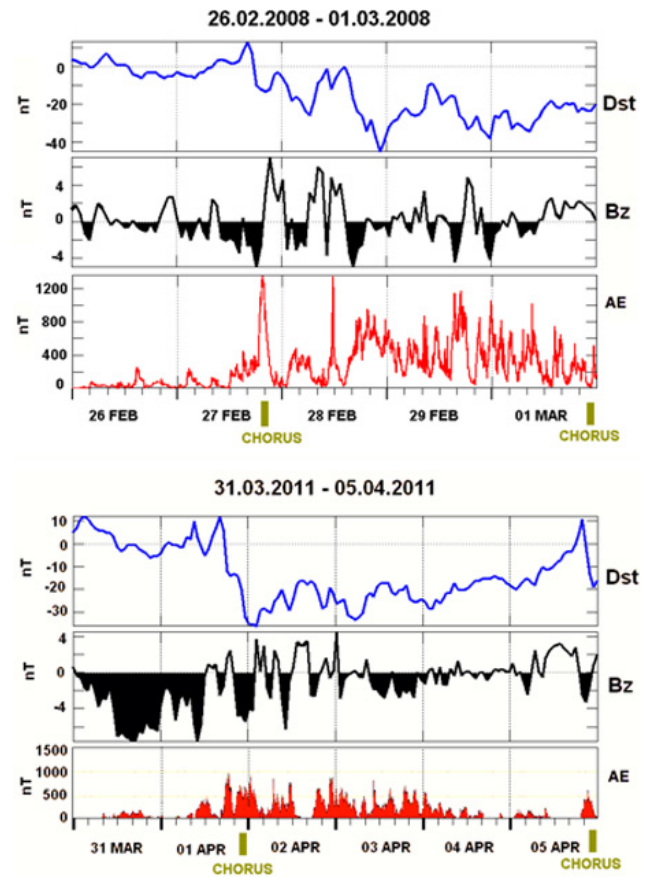 26.02.2008 - 01.03.2008
nT
0
-20
-40
Dst
nT
4
0
-4
Bz
nT
1200
800
400
0
AE
26 FEB 27 FEB 28 FEB 29 FEB 01 MAR
CHORUS CHORUS
31.03.2011 - 05.04.2011
nT
10
0
-10
-20
-30
Dst
nT
4
0
-4
Bz
nT
1500
1000
500
0
AE
31 MAR 01 APR 02 APR 03 APR 04 APR 05 APR
CHORUS CHORUS